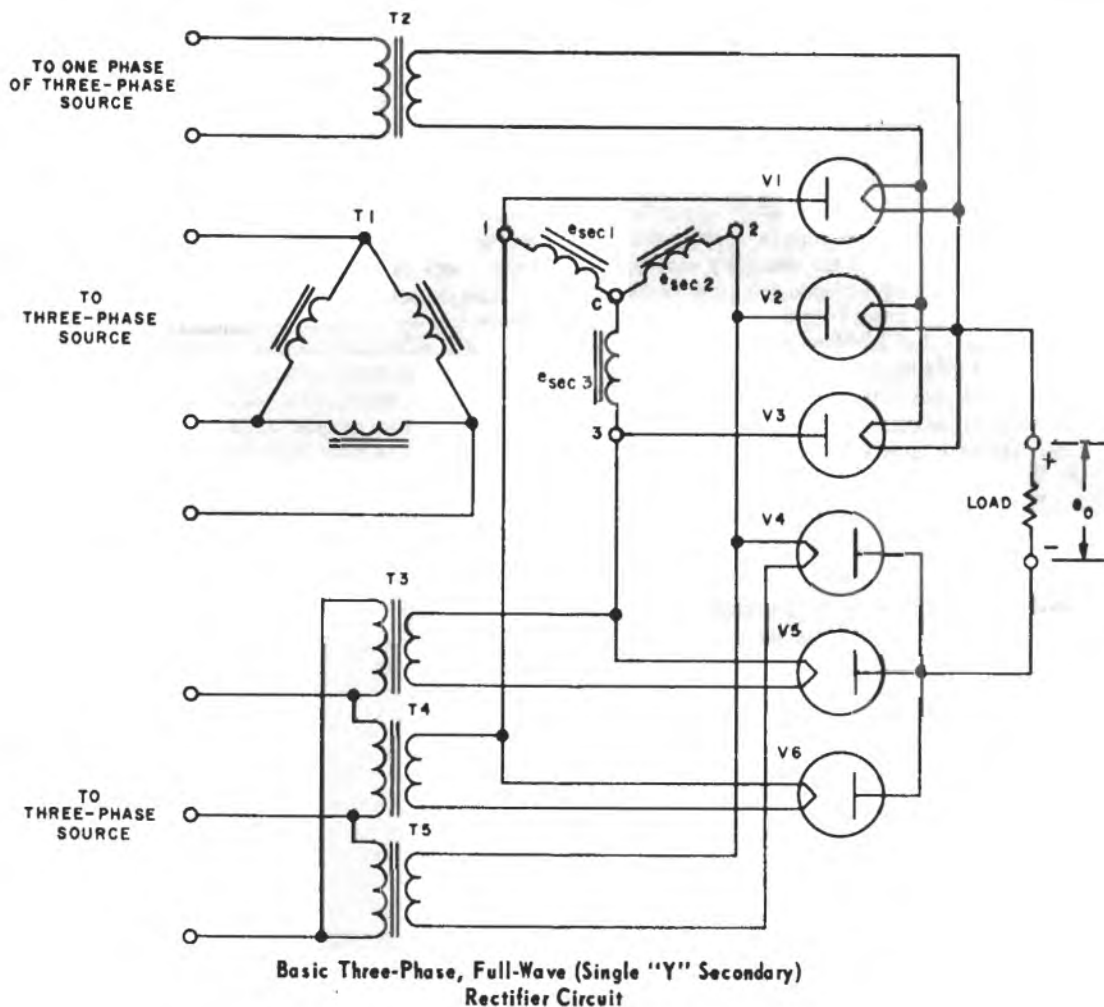 T2
TO ONE PHASE
OF THREE-PHASE
SOURCE
V1
T1
1
e sec 1
2
e sec 2
C
TO
THREE-PHASE
SOURCE
V2
e sec 3
3
V3
+
LOAD
e o
-
V4
T3
V5
T4
V6
TO
THREE-PHASE
SOURCE
T5
Basic Three-Phase, Full-Wave (Single "Y" Secondary)
Rectifier Circuit